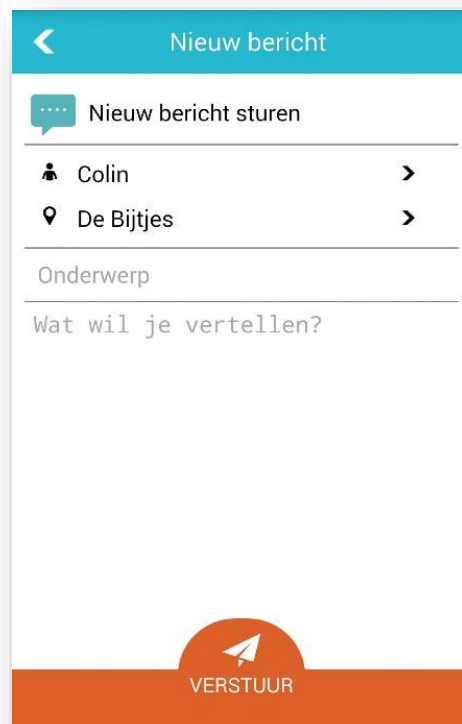 Nieuw bericht
Nieuw bericht sturen
Colin
De Bijtjes
Onderwerp
Wat wil je vertellen?
VERSTUUR